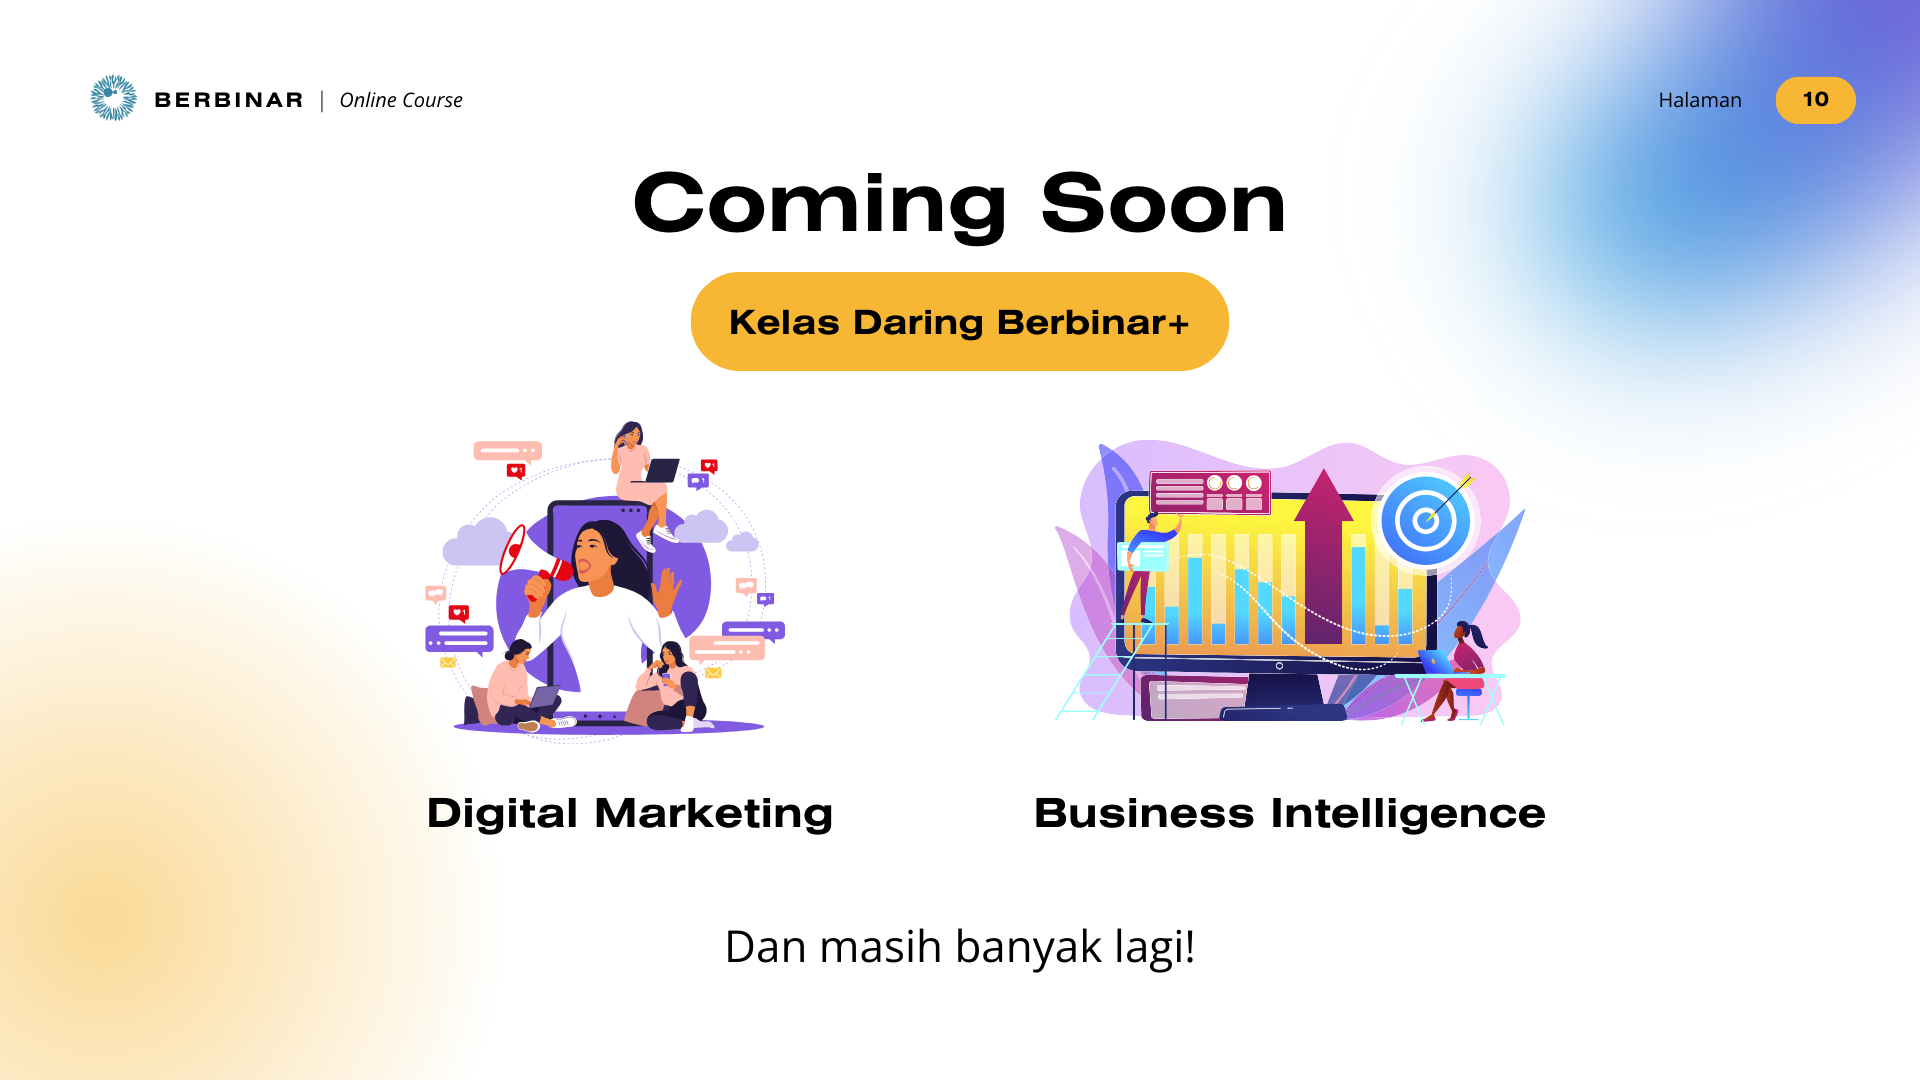 BERBINAR | Online Course
Halaman 10
Coming Soon
Kelas Daring Berbinar+
Digital Marketing
Business Intelligence
Dan masih banyak lagi!